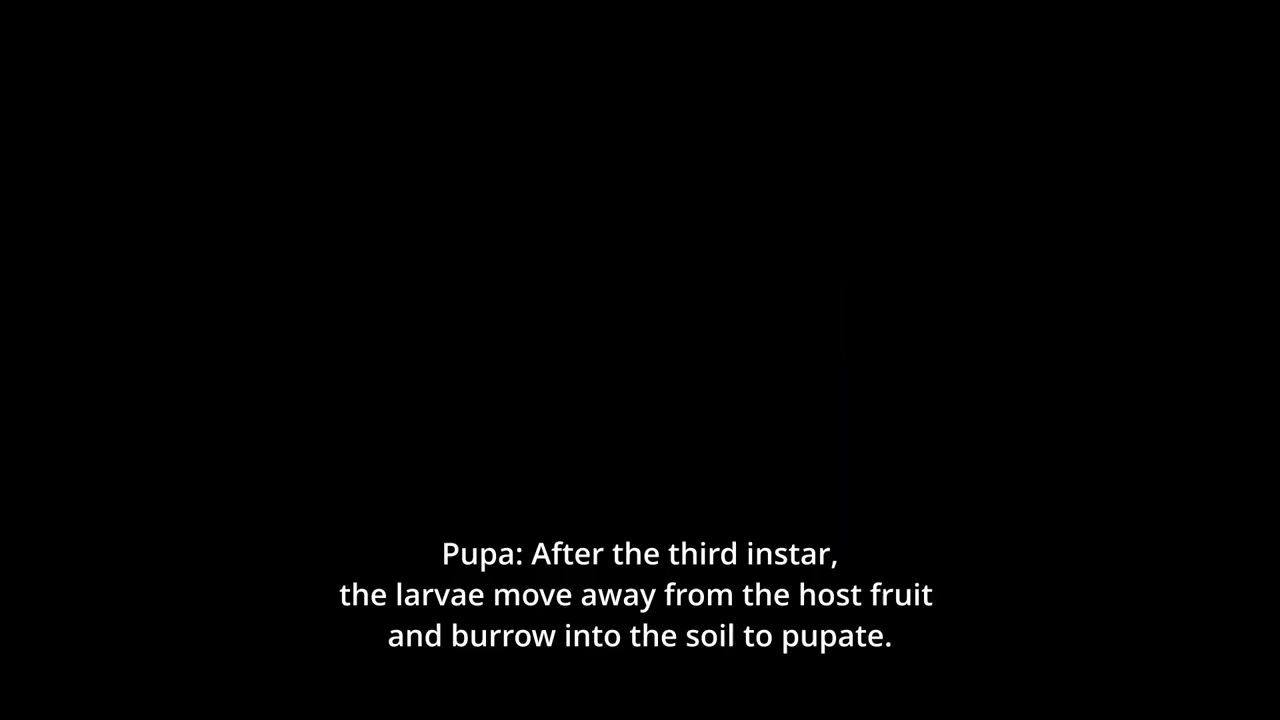 Pupa: After the third instar,
the larvae move away from the host fruit
and burrow into the soil to pupate.